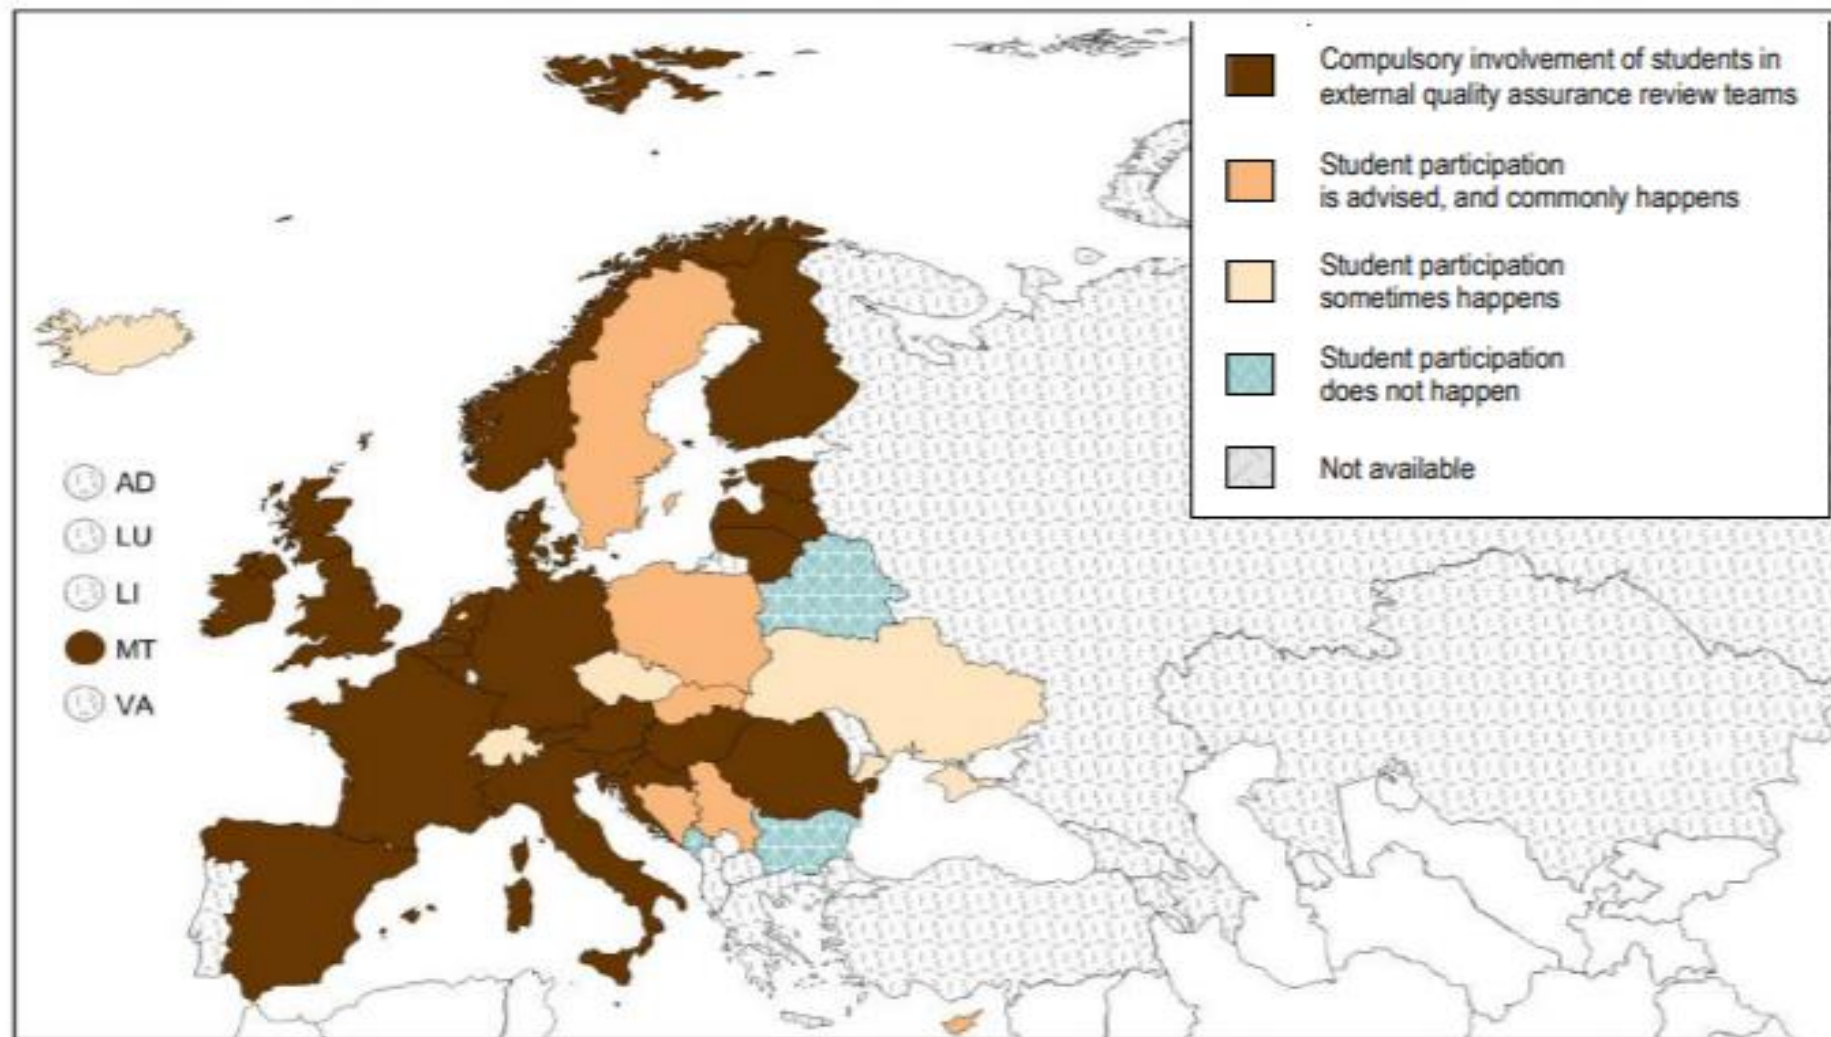 Compulsory involvement of students in
external quality assurance review teams
Student participation
is advised, and commonly happens
Student participation
sometimes happens
Student participation
does not happen
Not available
AD
LU
LI
MT
VA